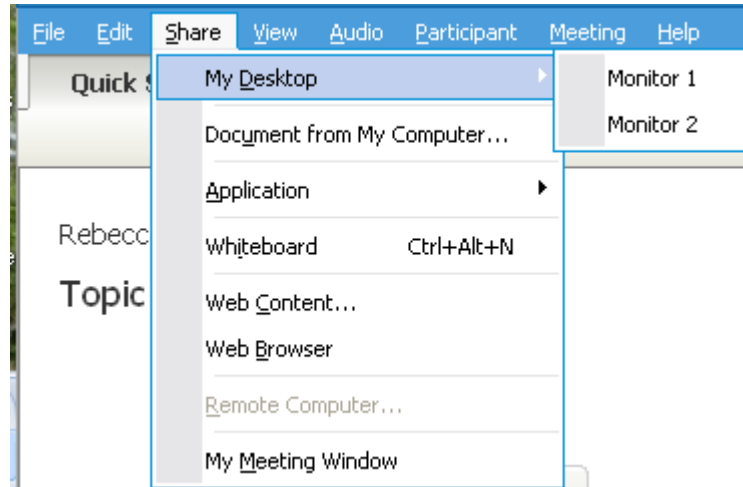 File Edit Share View Audio Participant Meeting Help
Quick
My Desktop
Monitor 1
Monitor 2
Document from My Computer...
Application
Rebecc
Whiteboard Ctrl+Alt+N
Topic
Web Content...
Web Browser
Remote Computer...
My Meeting Window